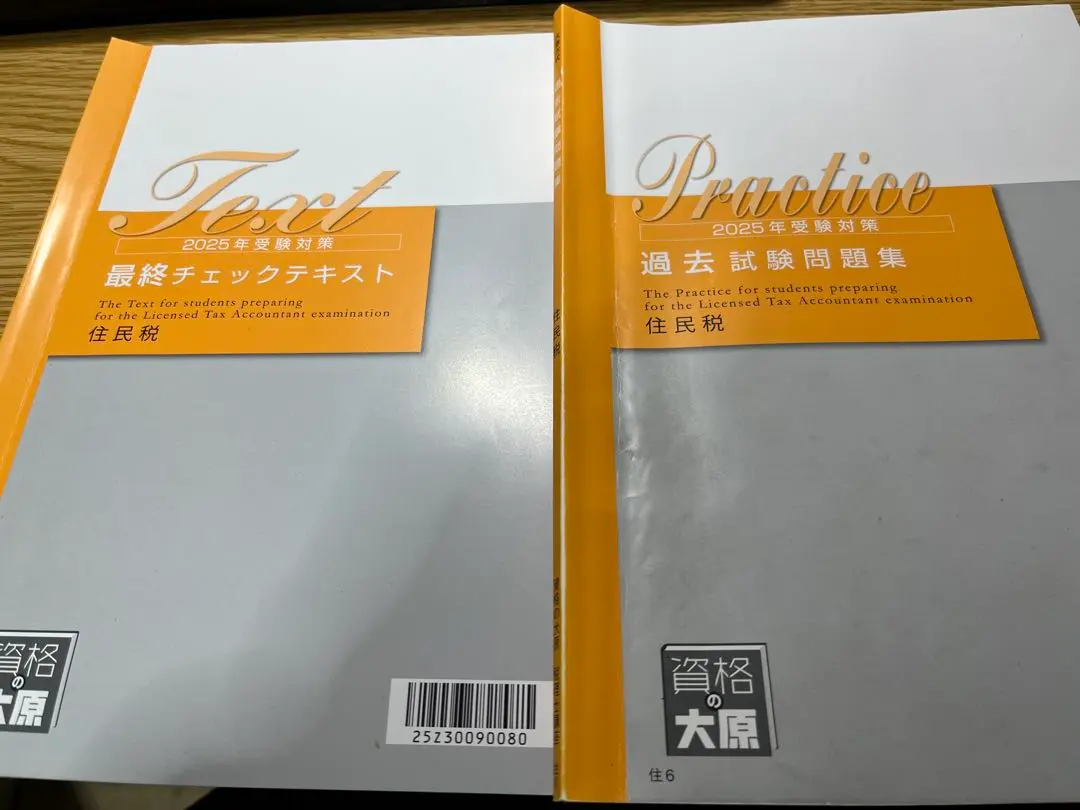 Text
2025年受験対策
最終チェックテキスト
The Text for students preparing
for the Licensed Tax Accountant examination
住民税
資格
の
大原
25Z30090080
住民税
Practice
2025年受験対策
過去試験問題集
The Practice for students preparing
for the Licensed Tax Accountant examination
住民税
資格
の
大原
住6